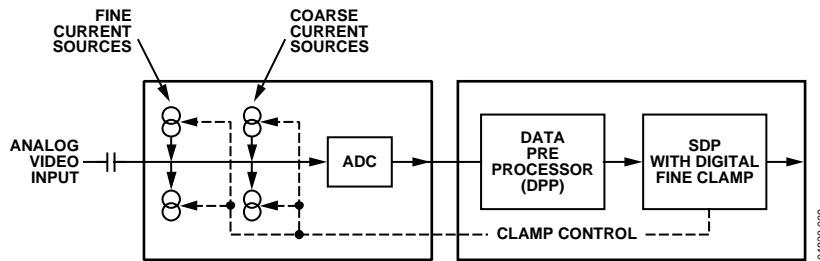 FINE
CURRENT
SOURCES
COARSE
CURRENT
SOURCES
ANALOG
VIDEO
INPUT
ADC
DATA
PRE
PROCESSOR
(DPP)
SDP
WITH DIGITAL
FINE CLAMP
CLAMP CONTROL